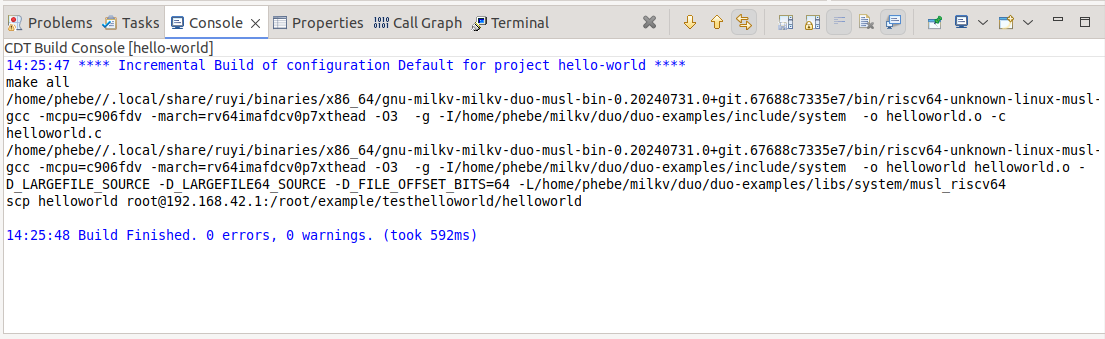 Problems Tasks Console Properties Call Graph Terminal
CDT Build Console [hello-world]
14:25:47 **** Incremental Build of configuration Default for project hello-world ****
make all
/home/phebe//.local/share/ruyi/binaries/x86_64/gnu-milkv-milkv-duo-musl-bin-0.20240731.0+git.67688c7335e7/bin/riscv64-unknown-linux-musl-
gcc -mcpu=c906fdv -march=rv64imafdcv0p7xthead -O3  -g -I/home/phebe/milkv/duo/duo-examples/include/system  -o helloworld.o -c
helloworld.c
/home/phebe//.local/share/ruyi/binaries/x86_64/gnu-milkv-milkv-duo-musl-bin-0.20240731.0+git.67688c7335e7/bin/riscv64-unknown-linux-musl-
gcc -mcpu=c906fdv -march=rv64imafdcv0p7xthead -O3  -g -I/home/phebe/milkv/duo/duo-examples/include/system  -o helloworld helloworld.o -
D_LARGEFILE_SOURCE -D_LARGEFILE64_SOURCE -D_FILE_OFFSET_BITS=64 -L/home/phebe/milkv/duo/duo-examples/libs/system/musl_riscv64
scp helloworld root@192.168.42.1:/root/example/testhelloworld/helloworld
14:25:48 Build Finished. 0 errors, 0 warnings. (took 592ms)